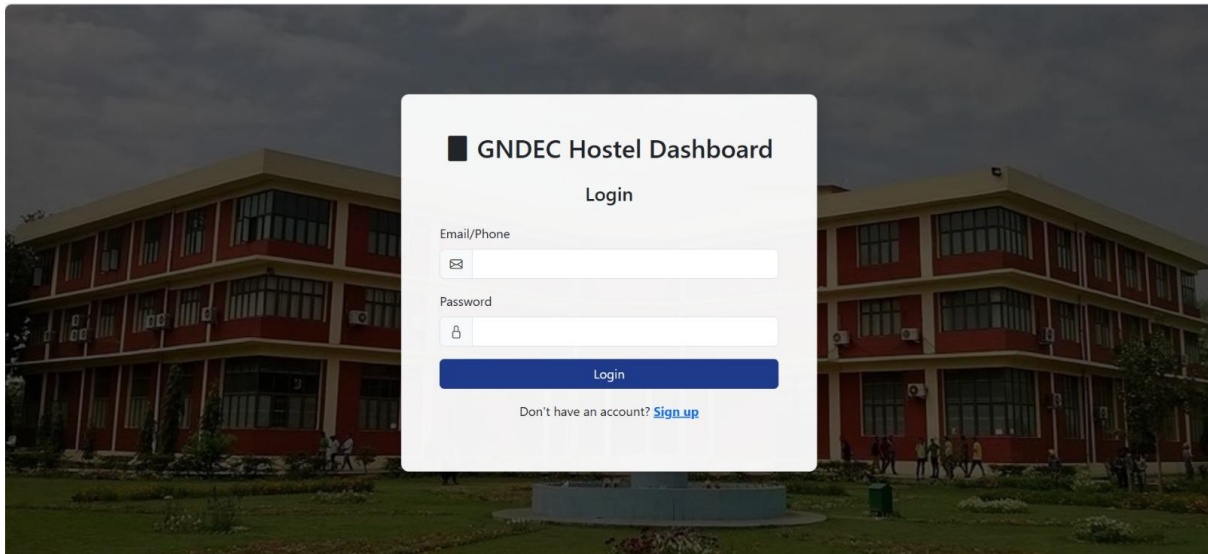 GNDEC Hostel Dashboard
Login
Email/Phone
Password
Login
Don't have an account? Sign up